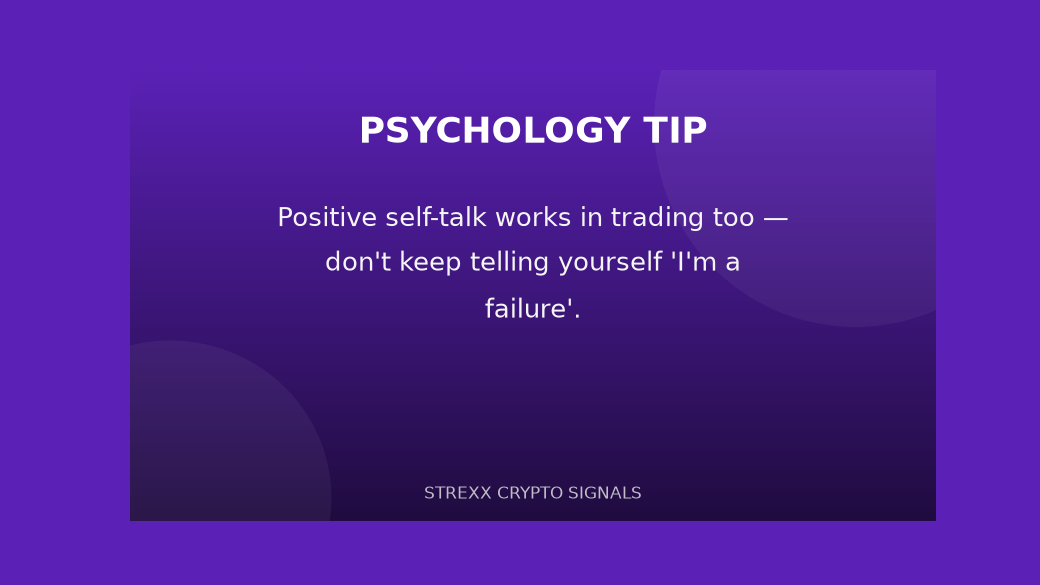 PSYCHOLOGY TIP
Positive self-talk works in trading too —
don't keep telling yourself 'I'm a
failure'.
STREXX CRYPTO SIGNALS